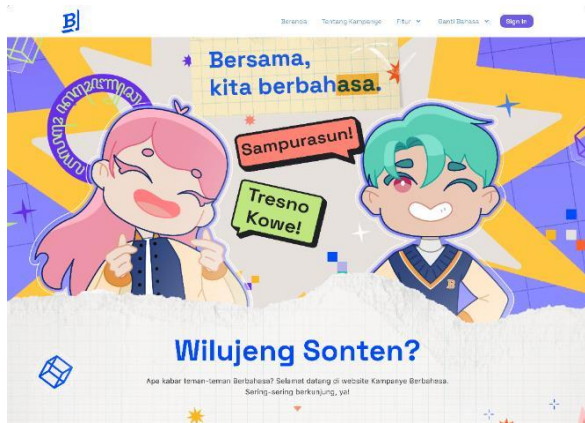 B
Beranda Tentang Kampanye Fitur Ganti Bahasa Sign In
Bersama,
kita berbahasa.
Sampurasun!
Tresno
Kowe!
B
Wilujeng Sonten?
Apa kabar teman-teman Berbahasa? Selamat datang di website Kampanye Berbahasa.
Sering-sering berkunjung, ya!